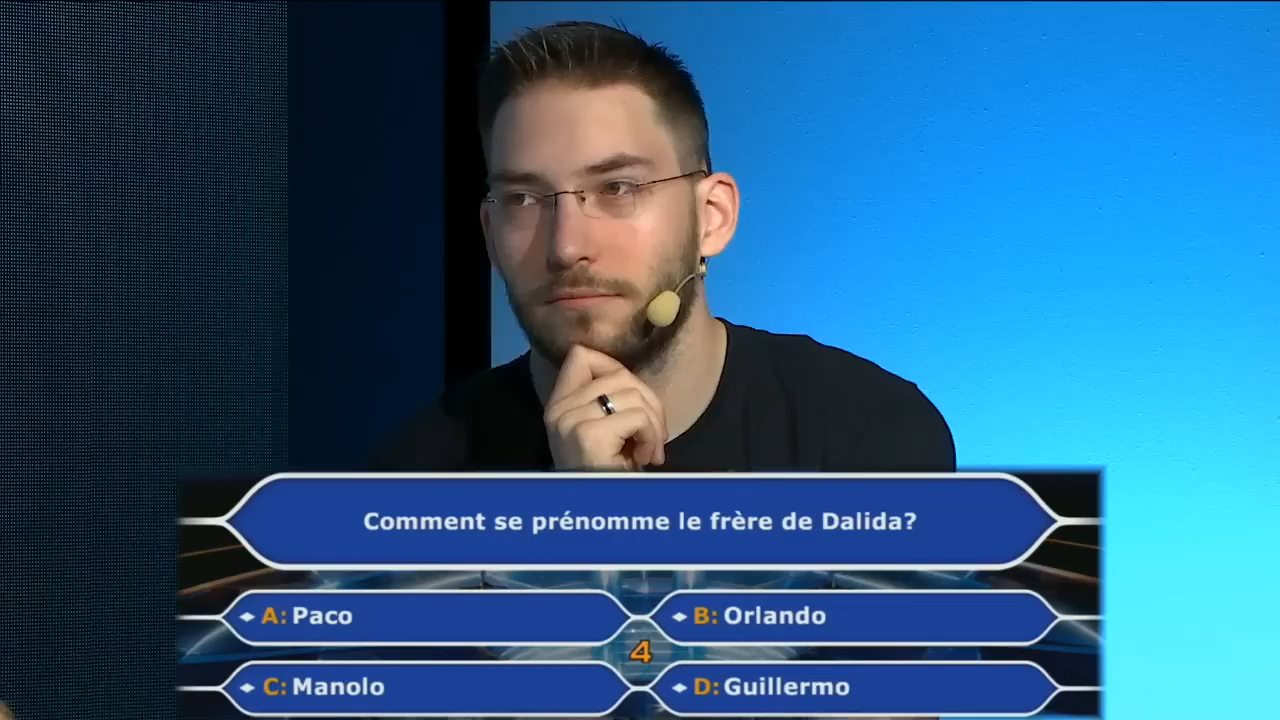 Comment se prénomme le frère de Dalida?
A: Paco
B: Orlando
4
C: Manolo
D: Guillermo